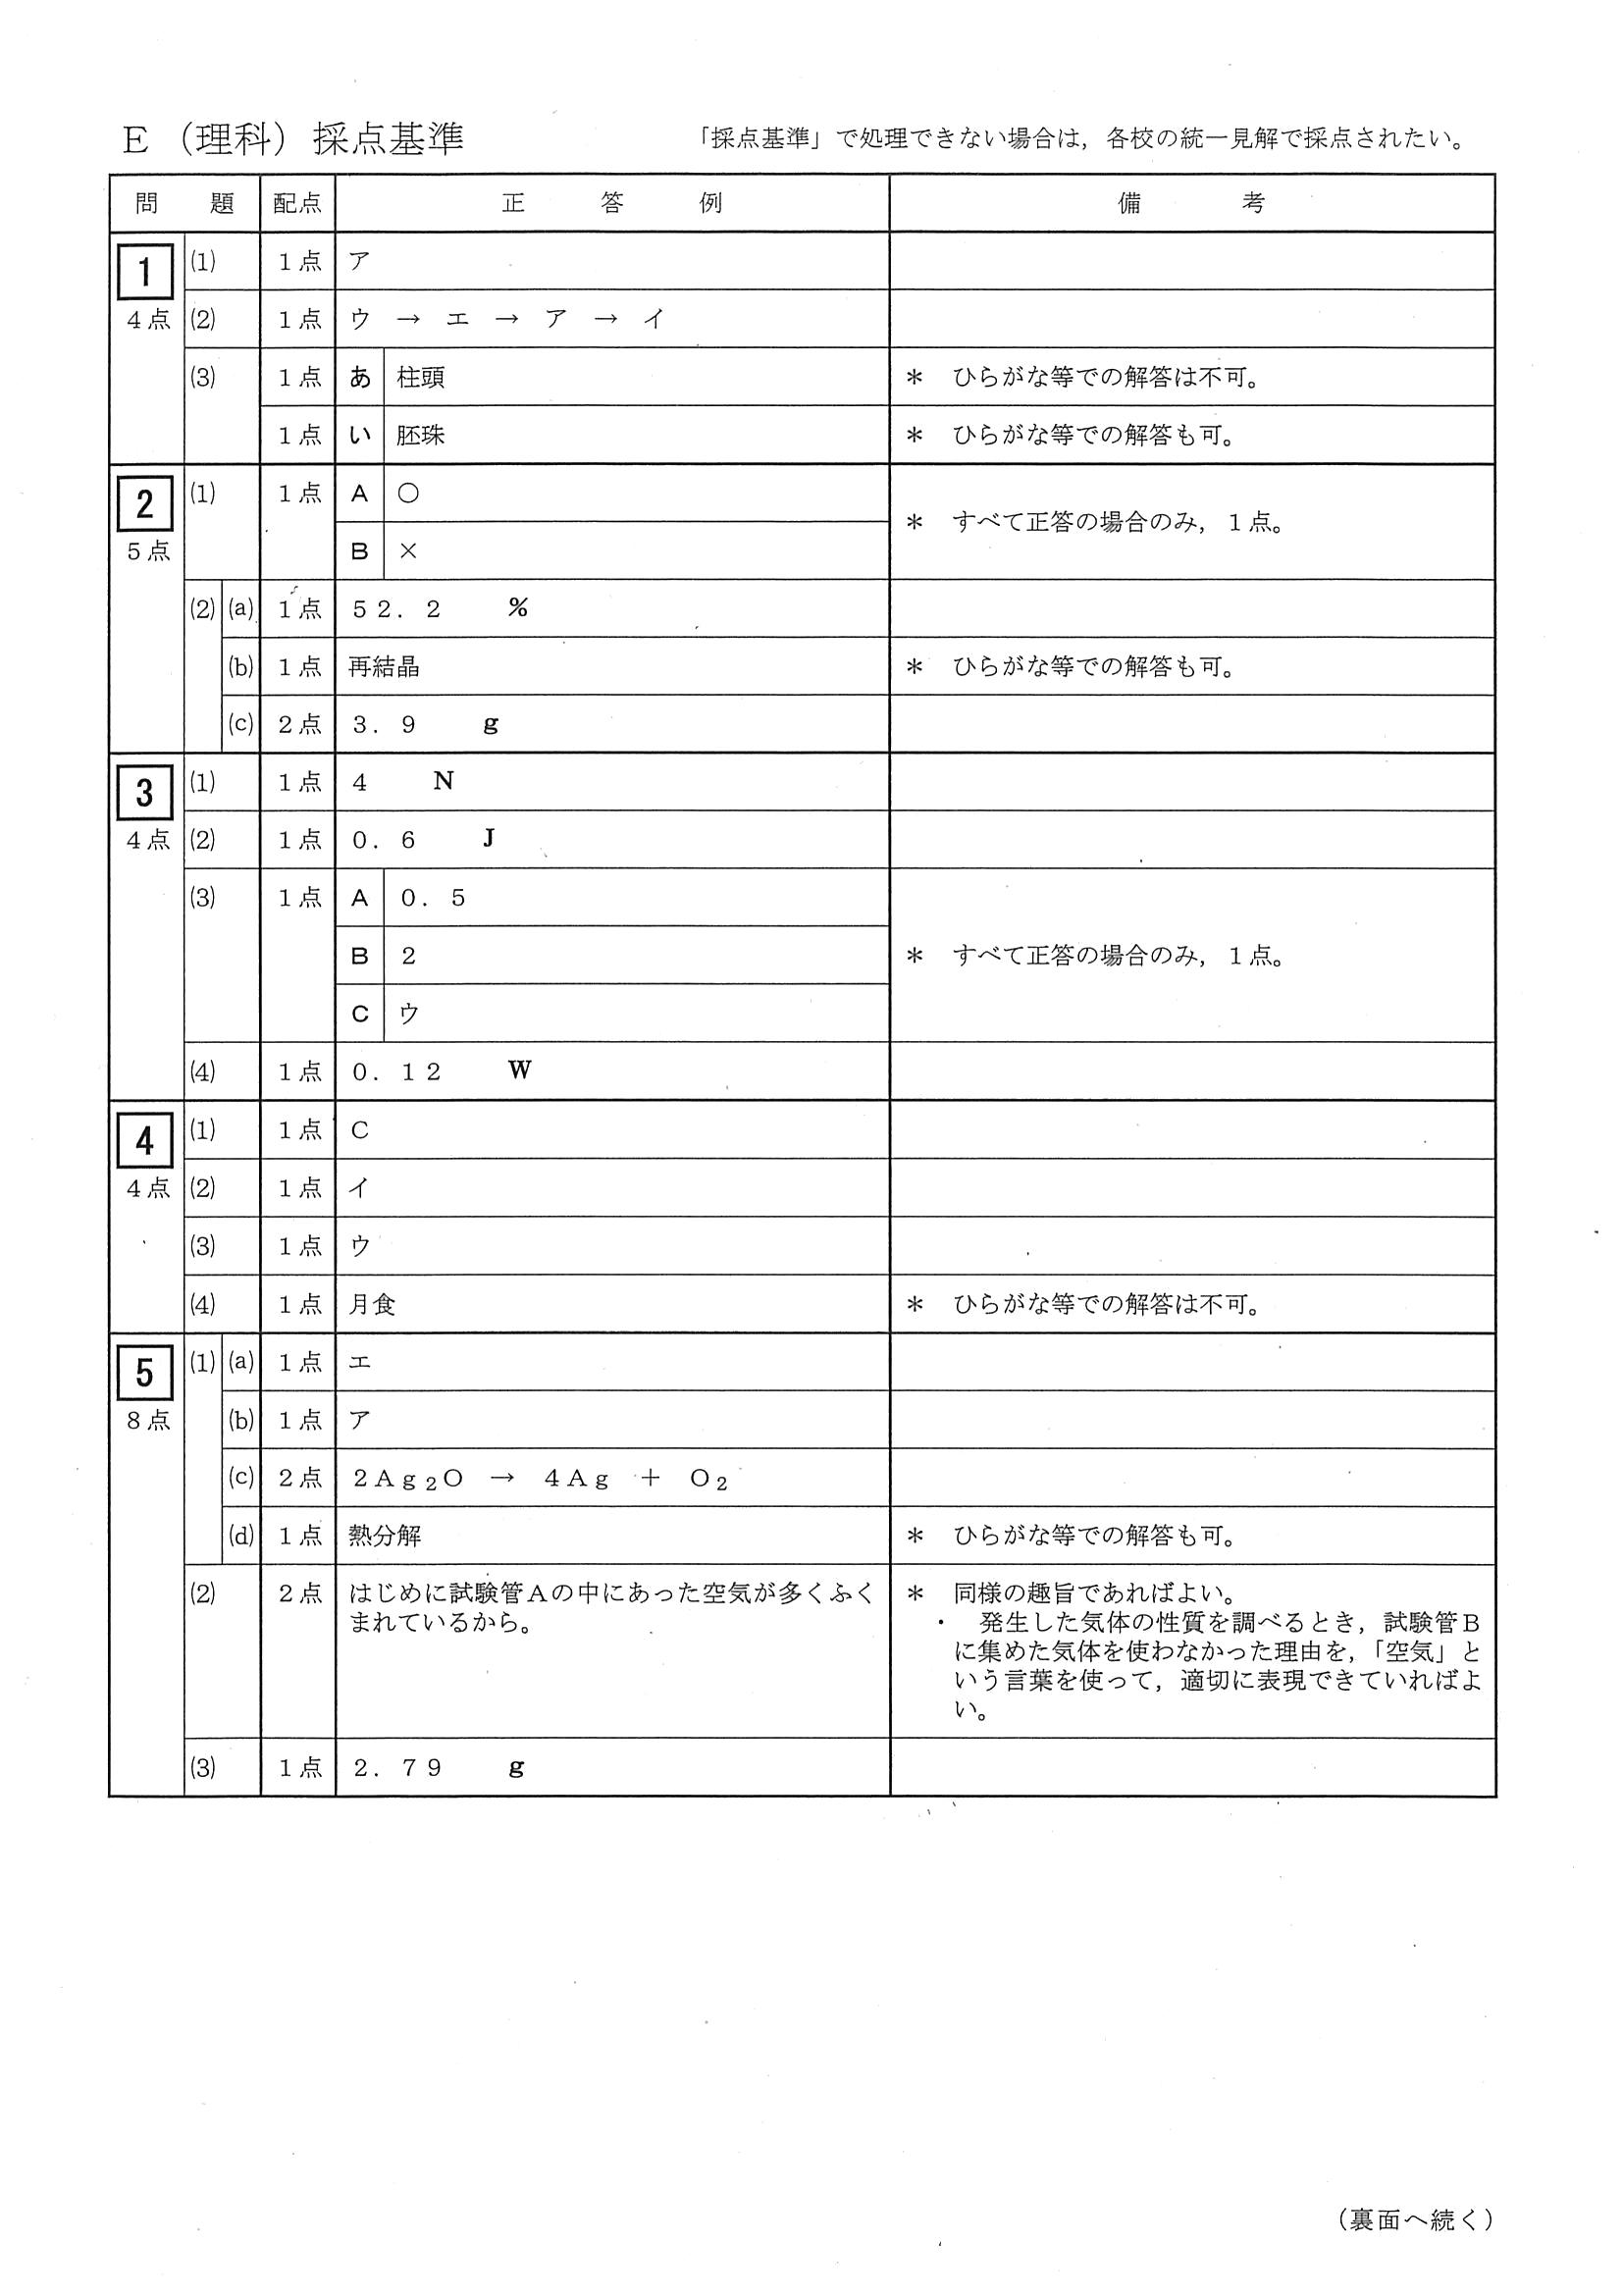 E（理科）採点基準　「採点基準」で処理できない場合は，各校の統一見解で採点されたい。
問　題　配点　正　答　例　備　考
1　(1)　1点　ア
4点　(2)　1点　ウ　→　エ　→　ア　→　イ
(3)　1点　あ　柱頭　＊　ひらがな等での解答は不可。
1点　い　胚珠　＊　ひらがな等での解答も可。
2　(1)　1点　A　○
＊　すべて正答の場合のみ，1点。
5点　B　×
(2)　(a)　1点　52.2　%
(b)　1点　再結晶　＊　ひらがな等での解答も可。
(c)　2点　3.9　g
3　(1)　1点　4　N
4点　(2)　1点　0.6　J
(3)　1点　A　0.5
B　2　＊　すべて正答の場合のみ，1点。
C　ウ
(4)　1点　0.12　W
4　(1)　1点　C
4点　(2)　1点　イ
(3)　1点　ウ
(4)　1点　月食　＊　ひらがな等での解答は不可。
5　(1)　(a)　1点　エ
8点　(b)　1点　ア
(c)　2点　2Ag₂O　→　4Ag　＋　O₂
(d)　1点　熱分解　＊　ひらがな等での解答も可。
(2)　2点　はじめに試験管Aの中にあった空気が多くふく　＊　同様の趣旨であればよい。
まれているから。　・　発生した気体の性質を調べるとき，試験管B
に集めた気体を使わなかった理由を，「空気」と
いう言葉を使って，適切に表現できていればよ
い。
(3)　1点　2.79　g
（裏面へ続く）